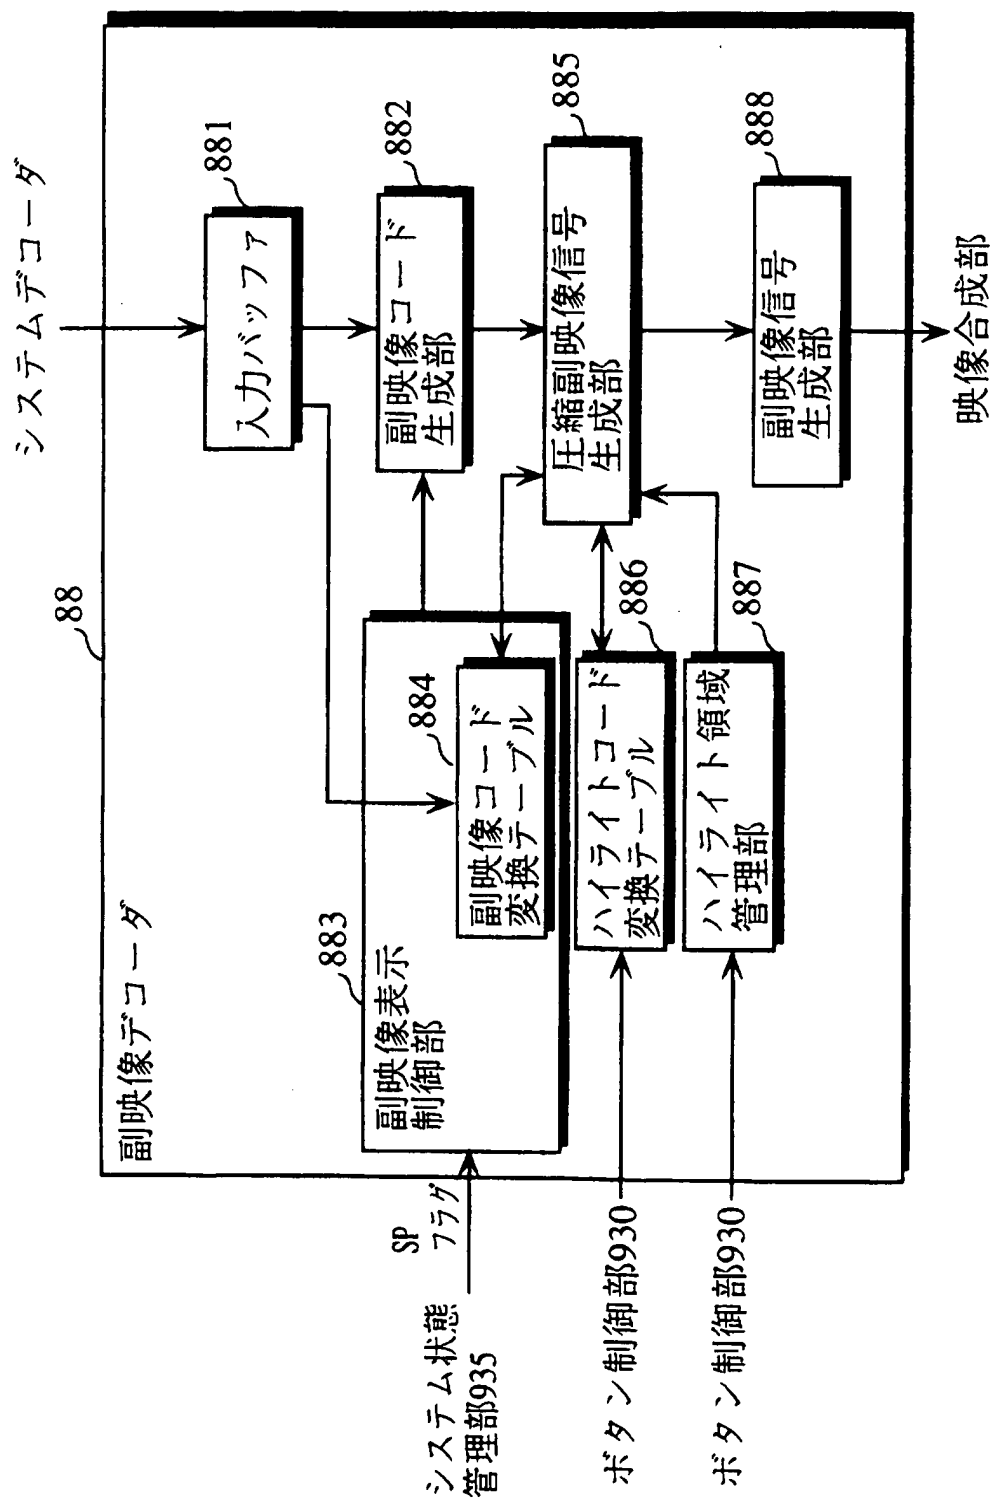 副映像デコーダ
88
システムデコーダ
881
入力バッファ
882
副映像コード
生成部
883
副映像表示
制御部
884
副映像コード
変換テーブル
885
圧縮副映像信号
生成部
886
ハイライトコード
変換テーブル
887
ハイライト領域
管理部
888
副映像信号
生成部
SP
フラグ
システム状態
管理部935
ボタン制御部930
ボタン制御部930
映像合成部